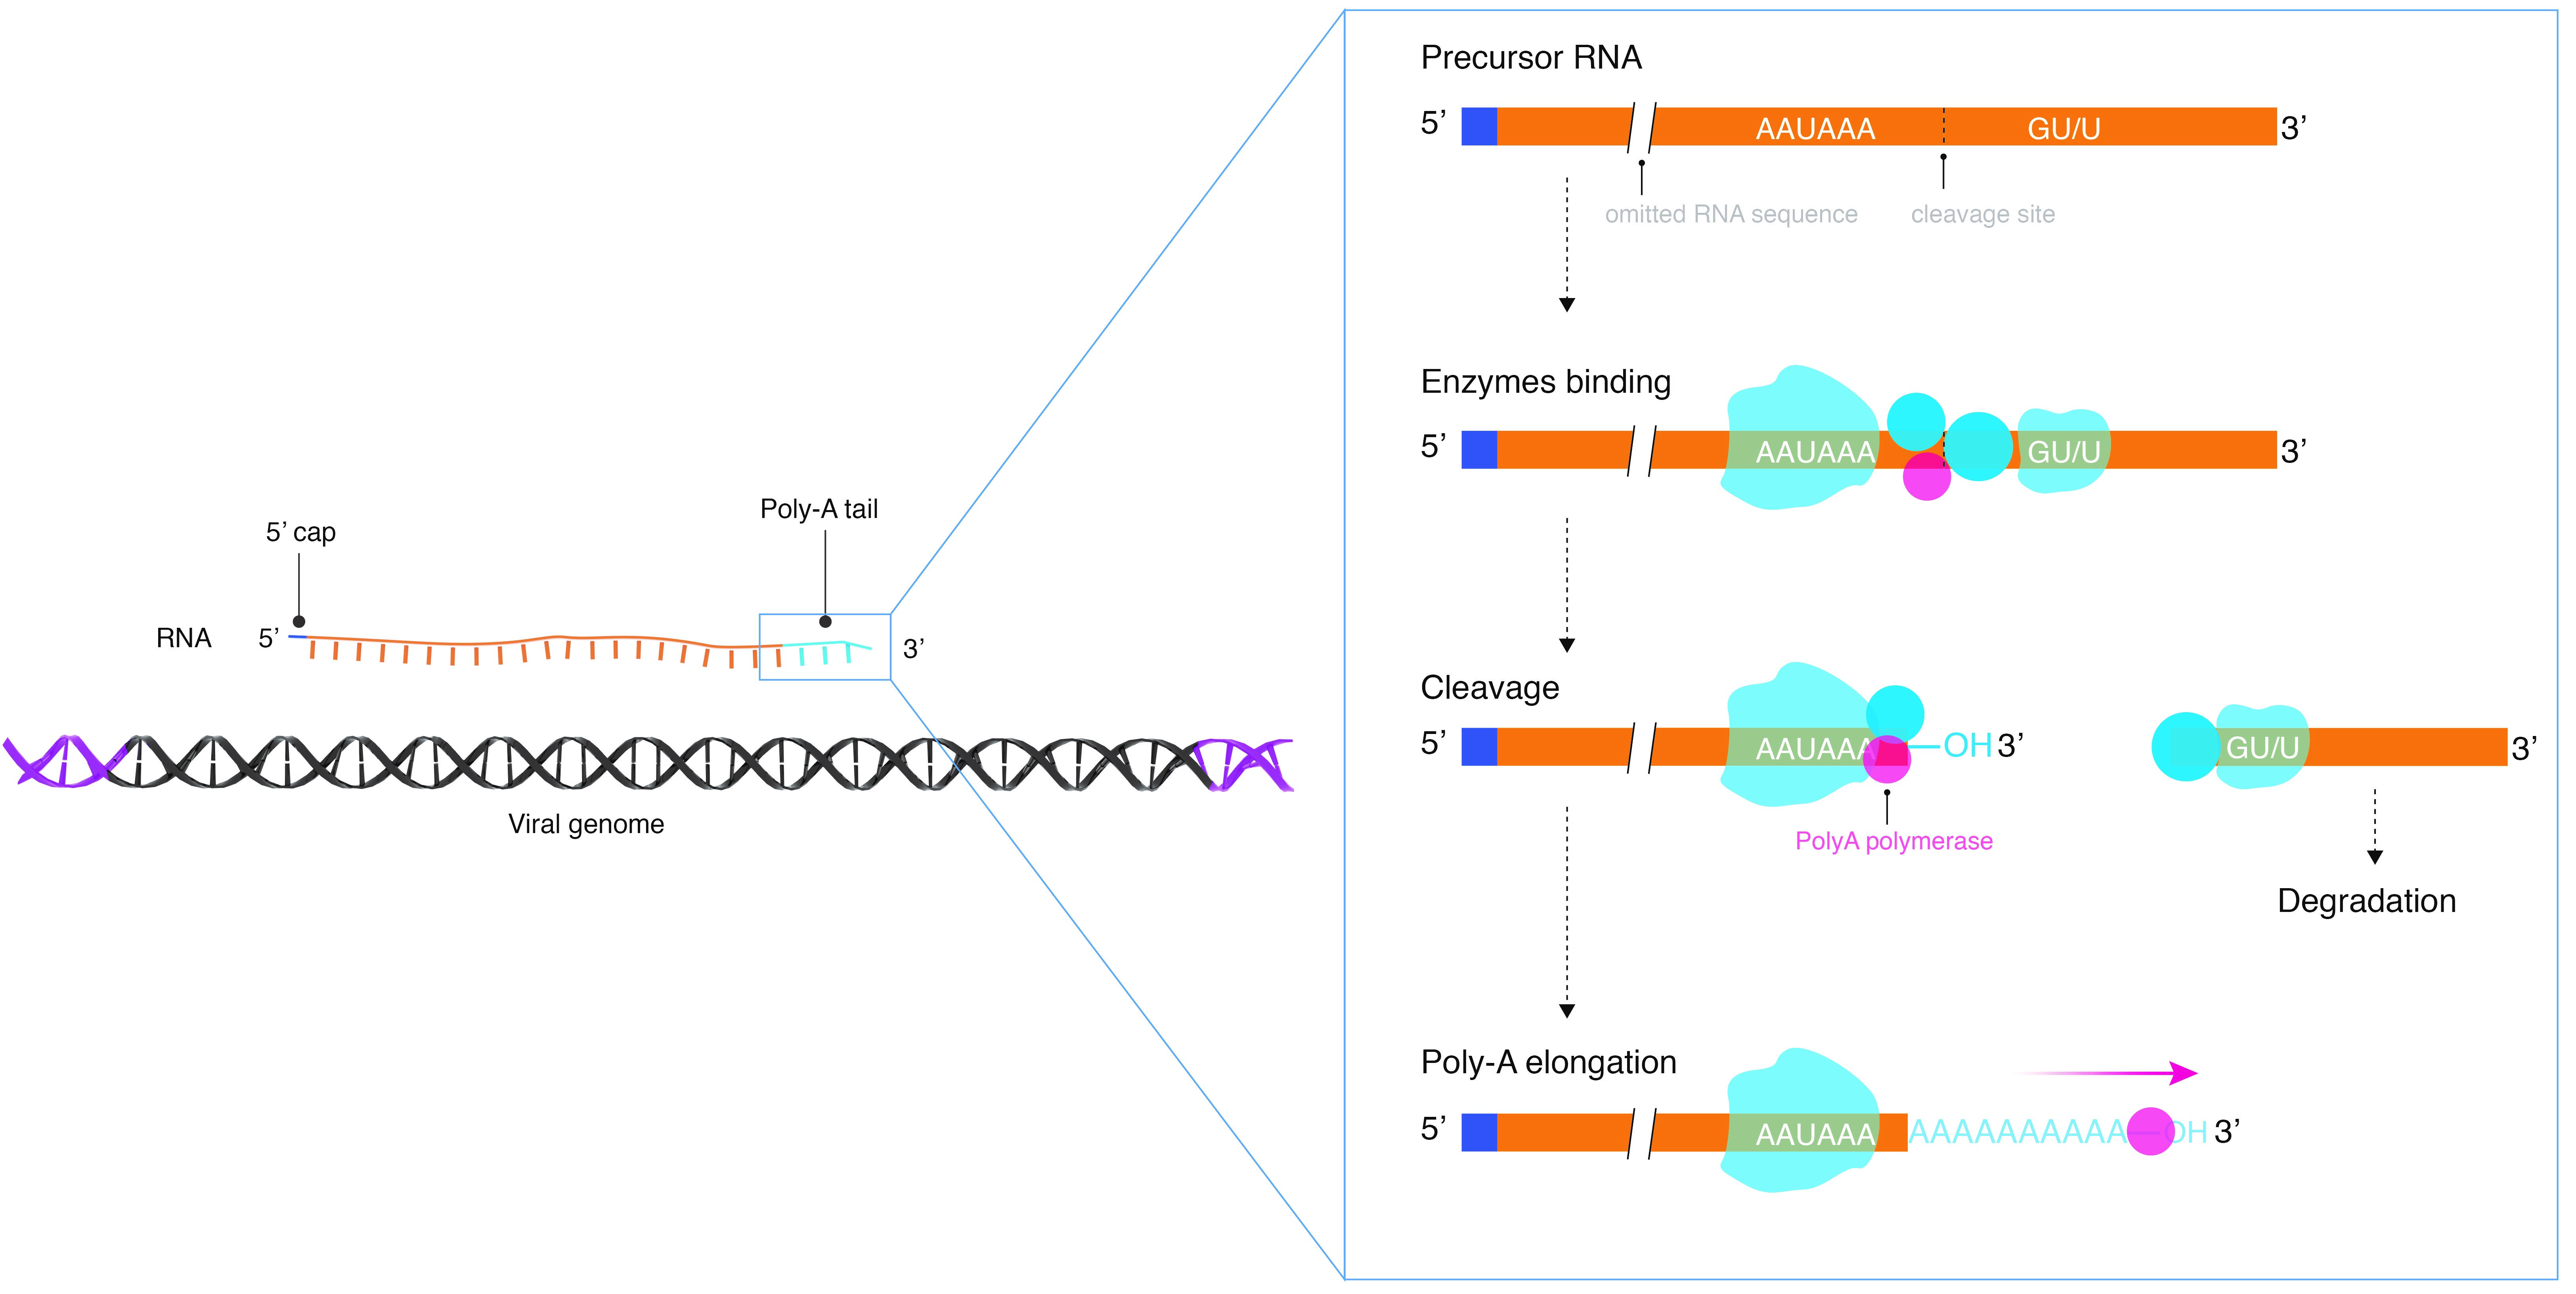 5’ cap
Poly-A tail
RNA
5’
3’
Viral genome
Precursor RNA
5’
AAUAAA
GU/U
3’
omitted RNA sequence
cleavage site
Enzymes binding
5’
AAUAAA
GU/U
3’
Cleavage
5’
AAUAAA
OH
3’
GU/U
3’
PolyA polymerase
Degradation
Poly-A elongation
5’
AAUAAA
AAAAAAAAAA
OH
3’